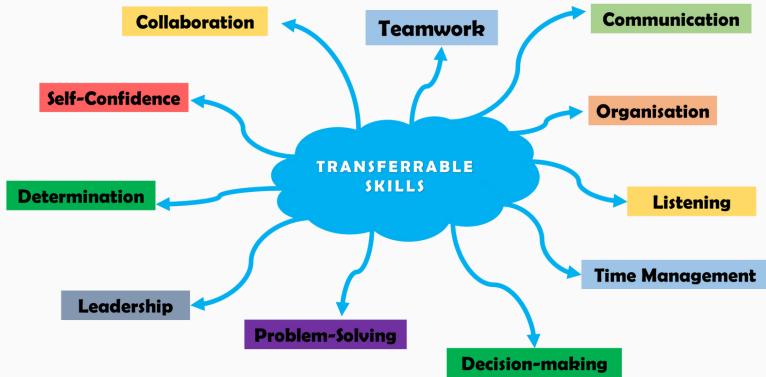 Collaboration
Teamwork
Communication
Self-Confidence
Organisation
TRANSFERRABLE
SKILLS
Determination
Listening
Time Management
Leadership
Problem-Solving
Decision-making